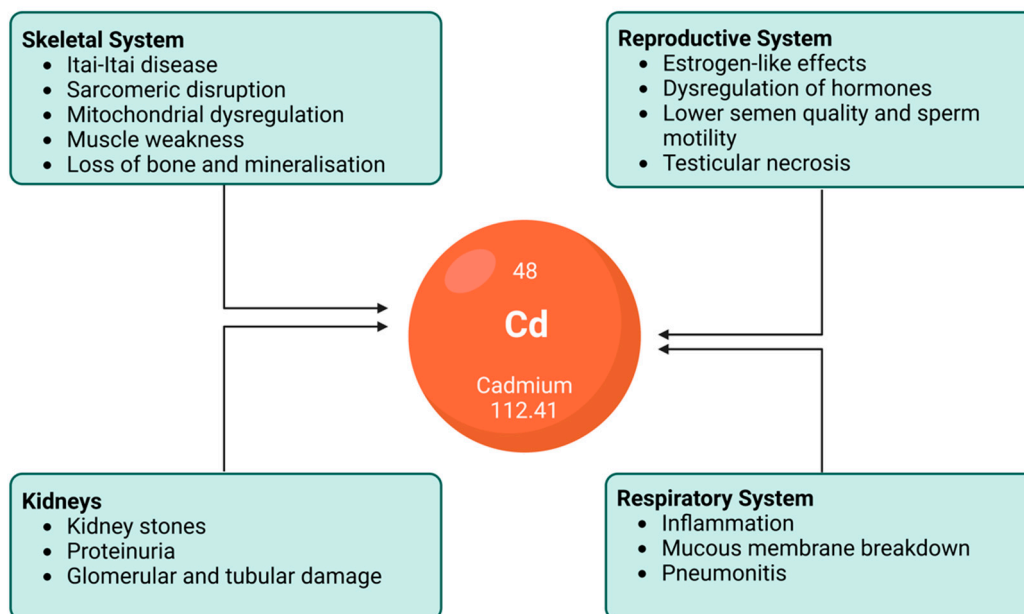 Skeletal System
• Itai-Itai disease
• Sarcomeric disruption
• Mitochondrial dysregulation
• Muscle weakness
• Loss of bone and mineralisation
Reproductive System
• Estrogen-like effects
• Dysregulation of hormones
• Lower semen quality and sperm
motility
• Testicular necrosis
48
Cd
Cadmium
112.41
Kidneys
• Kidney stones
• Proteinuria
• Glomerular and tubular damage
Respiratory System
• Inflammation
• Mucous membrane breakdown
• Pneumonitis